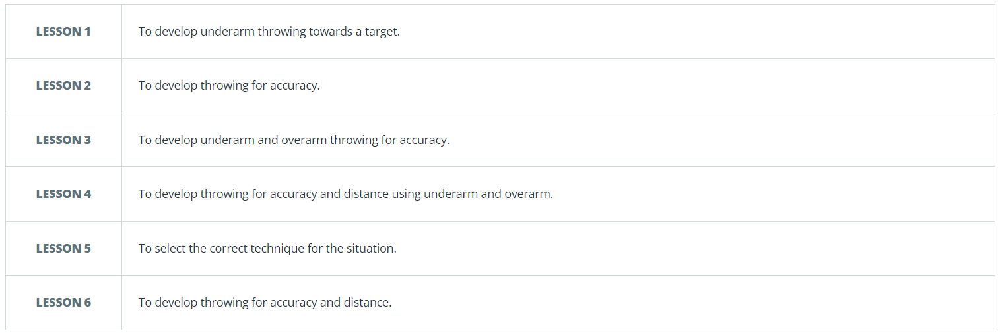 LESSON 1 To develop underarm throwing towards a target.
LESSON 2 To develop throwing for accuracy.
LESSON 3 To develop underarm and overarm throwing for accuracy.
LESSON 4 To develop throwing for accuracy and distance using underarm and overarm.
LESSON 5 To select the correct technique for the situation.
LESSON 6 To develop throwing for accuracy and distance.